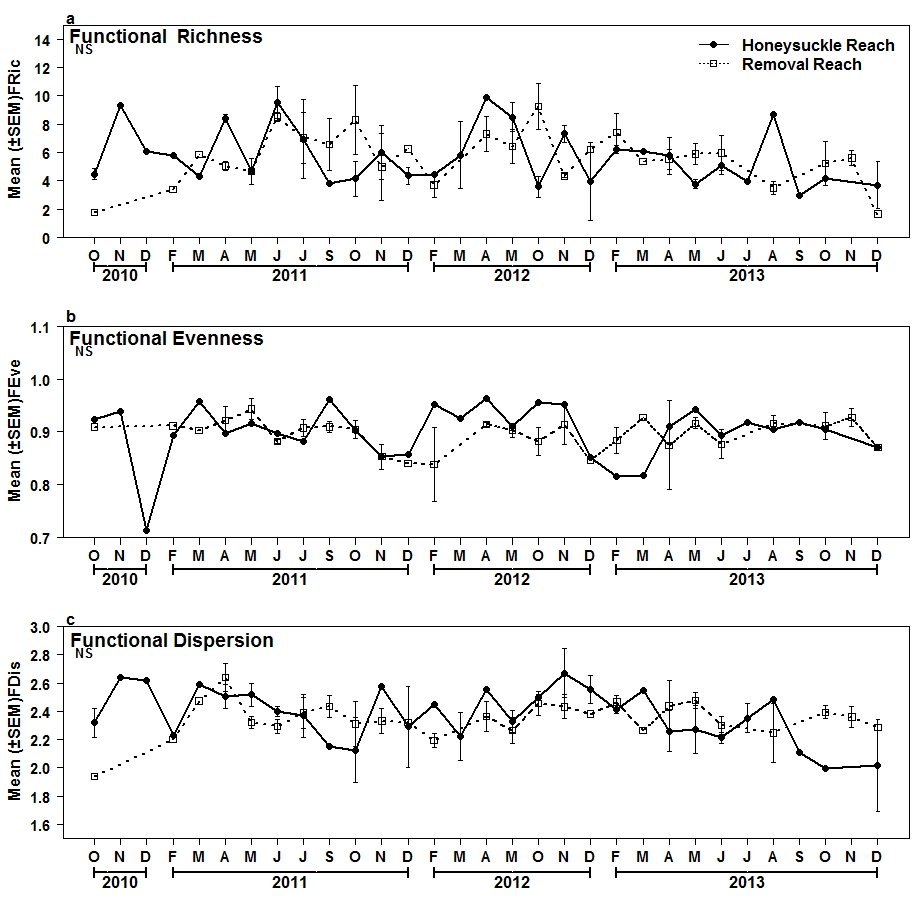 a
Functional Richness
NS
Honeysuckle Reach
Removal Reach
Mean (±SEM)FRic
14
12
10
8
6
4
2
0
O N D F M A M J J S O N D F M A M O N D F M A M J J A S O N D
2010 2011 2012 2013
b
Functional Evenness
NS
Mean (±SEM)FEve
1.1
1.0
0.9
0.8
0.7
O N D F M A M J J S O N D F M A M O N D F M A M J J A S O N D
2010 2011 2012 2013
c
Functional Dispersion
NS
Mean (±SEM)FDis
3.0
2.8
2.6
2.4
2.2
2.0
1.8
1.6
O N D F M A M J J S O N D F M A M O N D F M A M J J A S O N D
2010 2011 2012 2013